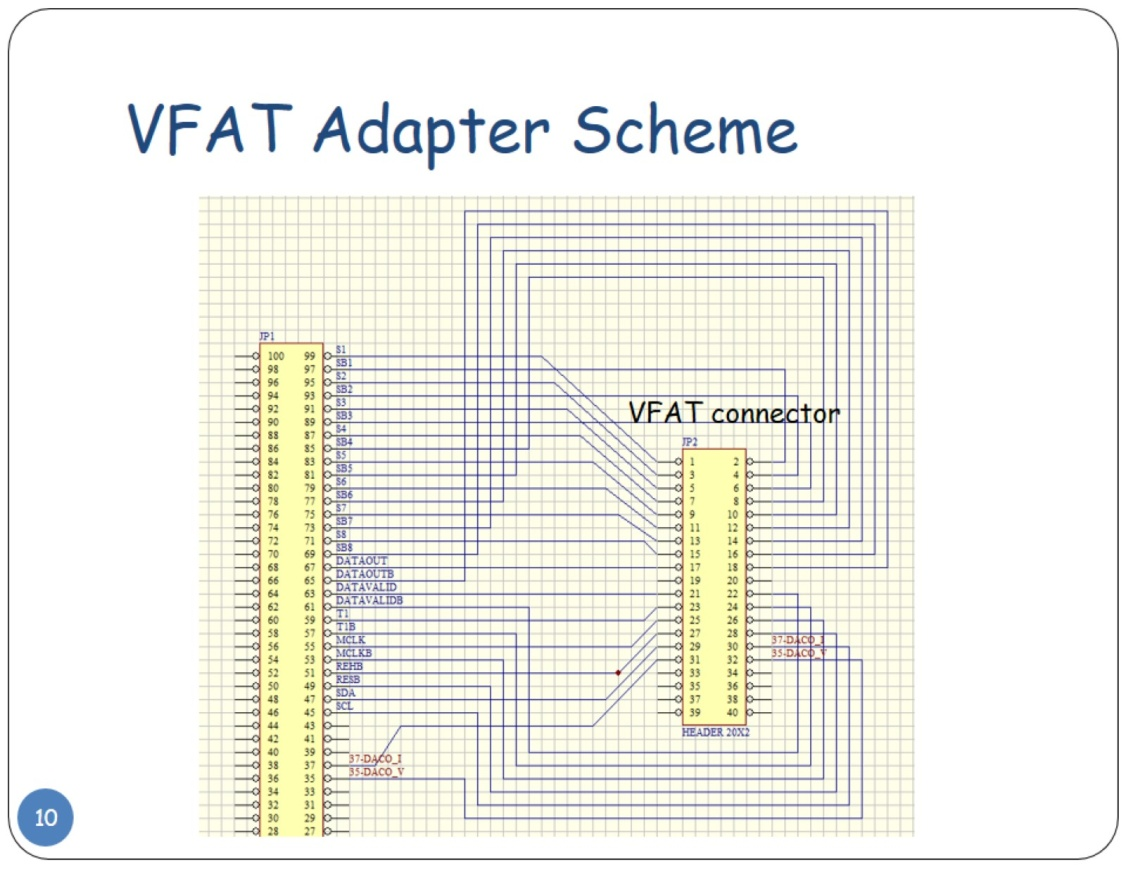 VFAT Adapter Scheme
JP1
100 99 S1
98 97 SB1
96 95 S2
94 93 SB2
92 91 S3
90 89 SB3
88 87 S4
86 85 SB4
84 83 S5
82 81 SB5
80 79 S6
78 77 SB6
76 75 S7
74 73 SB7
72 71 S8
70 69 SB8
68 67 DATAOUT
66 65 DATAOUTB
64 63 DATAVALID
62 61 DATAVALIDB
60 59 T1
58 57 T1B
56 55 MCLK
54 53 MCLKB
52 51 REHB
50 49 RESB
48 47 SDA
46 45 SCL
44 43
42 41
40 39
38 37 37-DACO_I
36 35 35-DACO_V
34 33
32 31
30 29
28 27
VFAT connector
JP2
1 2
3 4
5 6
7 8
9 10
11 12
13 14
15 16
17 18
19 20
21 22
23 24
25 26
27 28 37-DACO_I
29 30 35-DACO_V
31 32
33 34
35 36
37 38
39 40
HEADER 20X2
10